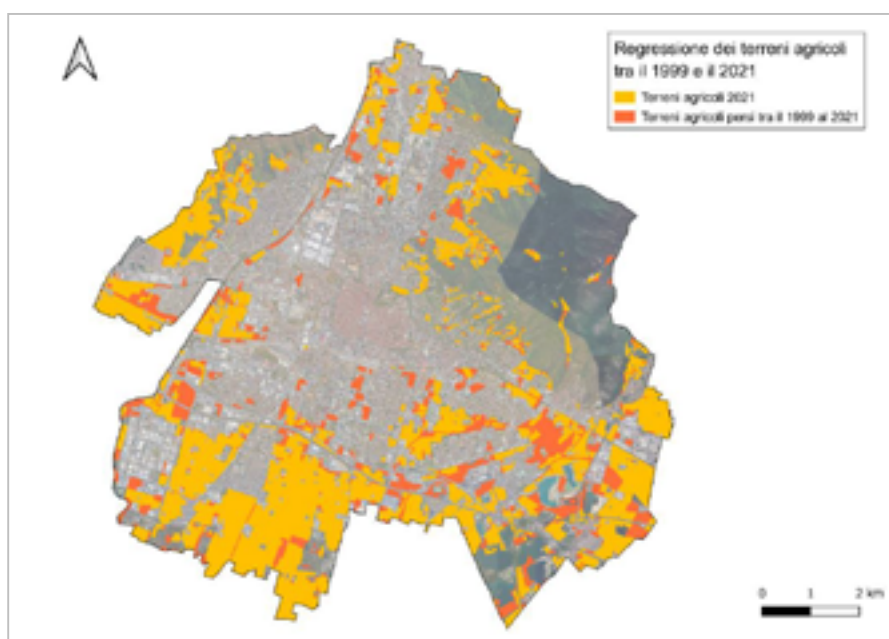 Regressione dei terreni agricoli
tra il 1999 e il 2021
Terreni agricoli 2021
Terreni agricoli persi tra il 1999 al 2021
0 1 2 km